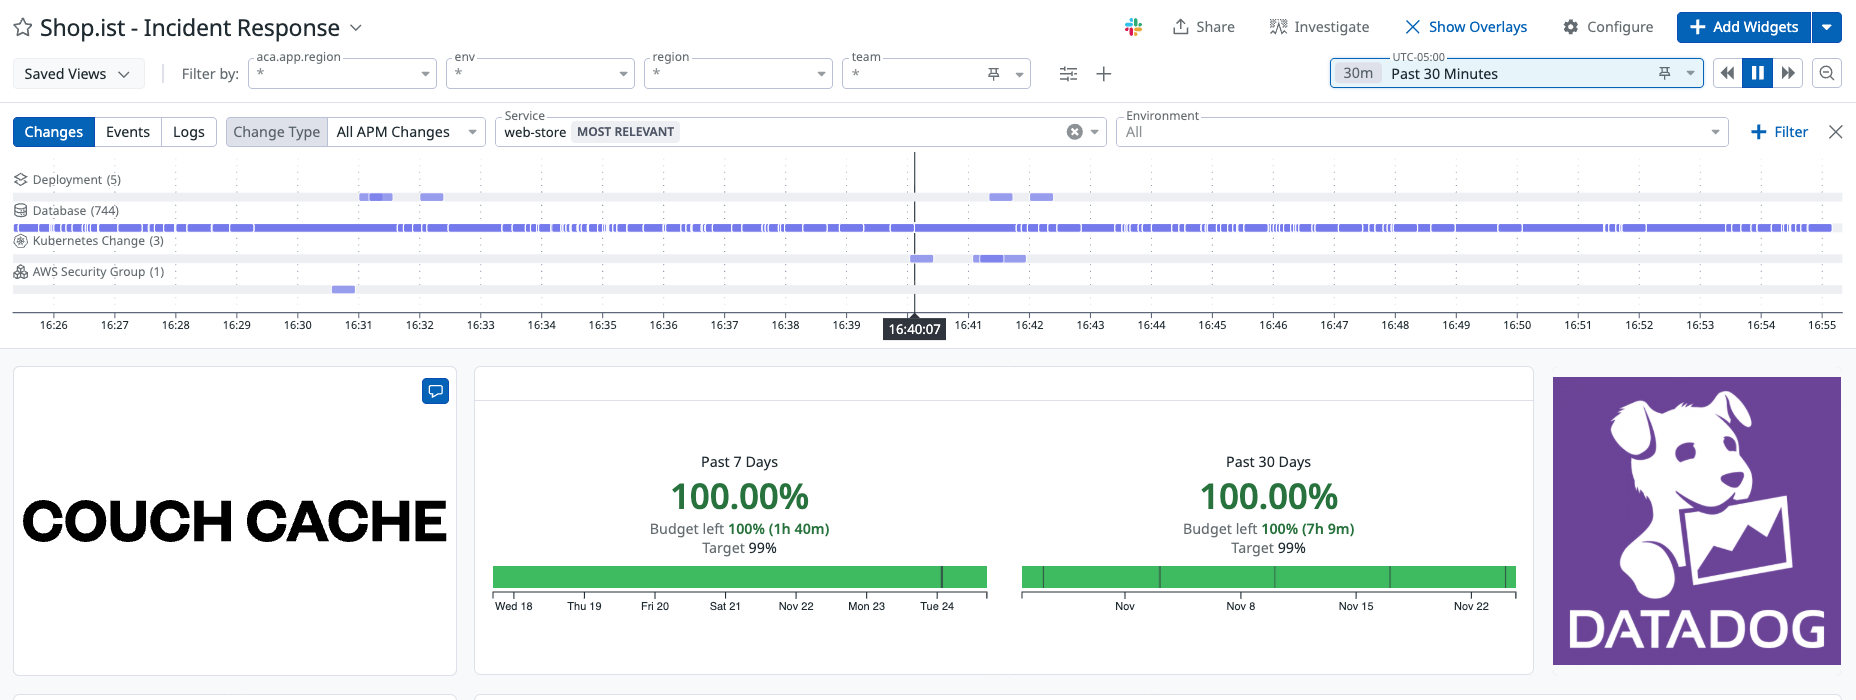 Shop.ist - Incident Response
Share
Investigate
Show Overlays
Configure
Add Widgets
Saved Views
Filter by:
aca.app.region
*
env
*
region
*
team
*
UTC-05:00
30m Past 30 Minutes
Changes
Events
Logs
Change Type
All APM Changes
Service
web-store MOST RELEVANT
Environment
All
Filter
Deployment (5)
Database (744)
Kubernetes Change (3)
AWS Security Group (1)
16:26 16:27 16:28 16:29 16:30 16:31 16:32 16:33 16:34 16:35 16:36 16:37 16:38 16:39 16:40:07 16:41 16:42 16:43 16:44 16:45 16:46 16:47 16:48 16:49 16:50 16:51 16:52 16:53 16:54 16:55
COUCH CACHE
Past 7 Days
100.00%
Budget left 100% (1h 40m)
Target 99%
Wed 18 Thu 19 Fri 20 Sat 21 Nov 22 Mon 23 Tue 24
Past 30 Days
100.00%
Budget left 100% (7h 9m)
Target 99%
Nov Nov 8 Nov 15 Nov 22
DATADOG